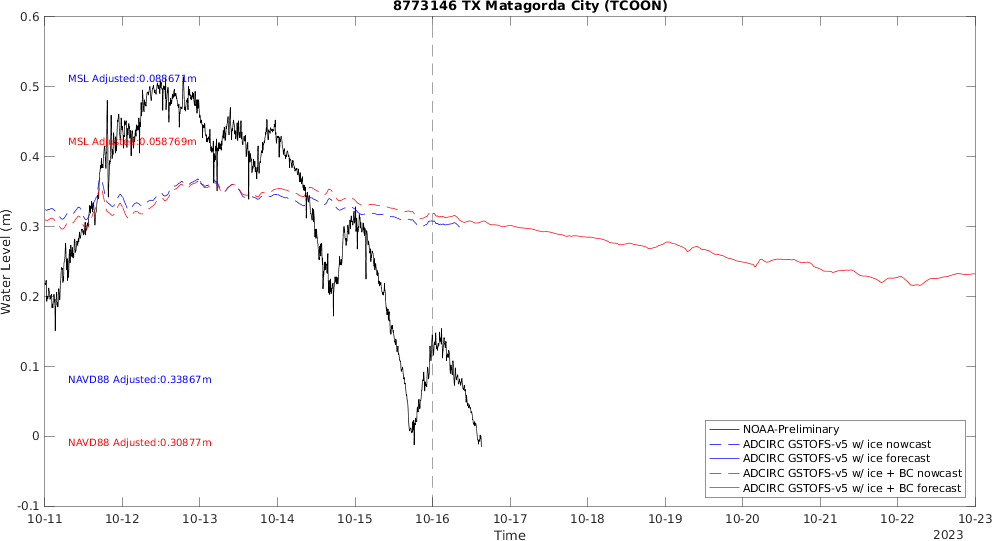 8773146 TX Matagorda City (TCOON)
0.6
0.5
0.4
0.3
0.2
0.1
0
-0.1
Water Level (m)
MSL Adjusted:0.088671m
MSL Adjusted:0.058769m
NAVD88 Adjusted:0.33867m
NAVD88 Adjusted:0.30877m
NOAA-Preliminary
ADCIRC GSTOFS-v5 w/ ice nowcast
ADCIRC GSTOFS-v5 w/ ice forecast
ADCIRC GSTOFS-v5 w/ ice + BC nowcast
ADCIRC GSTOFS-v5 w/ ice + BC forecast
10-11 10-12 10-13 10-14 10-15 10-16 10-17 10-18 10-19 10-20 10-21 10-22 10-23
Time
2023